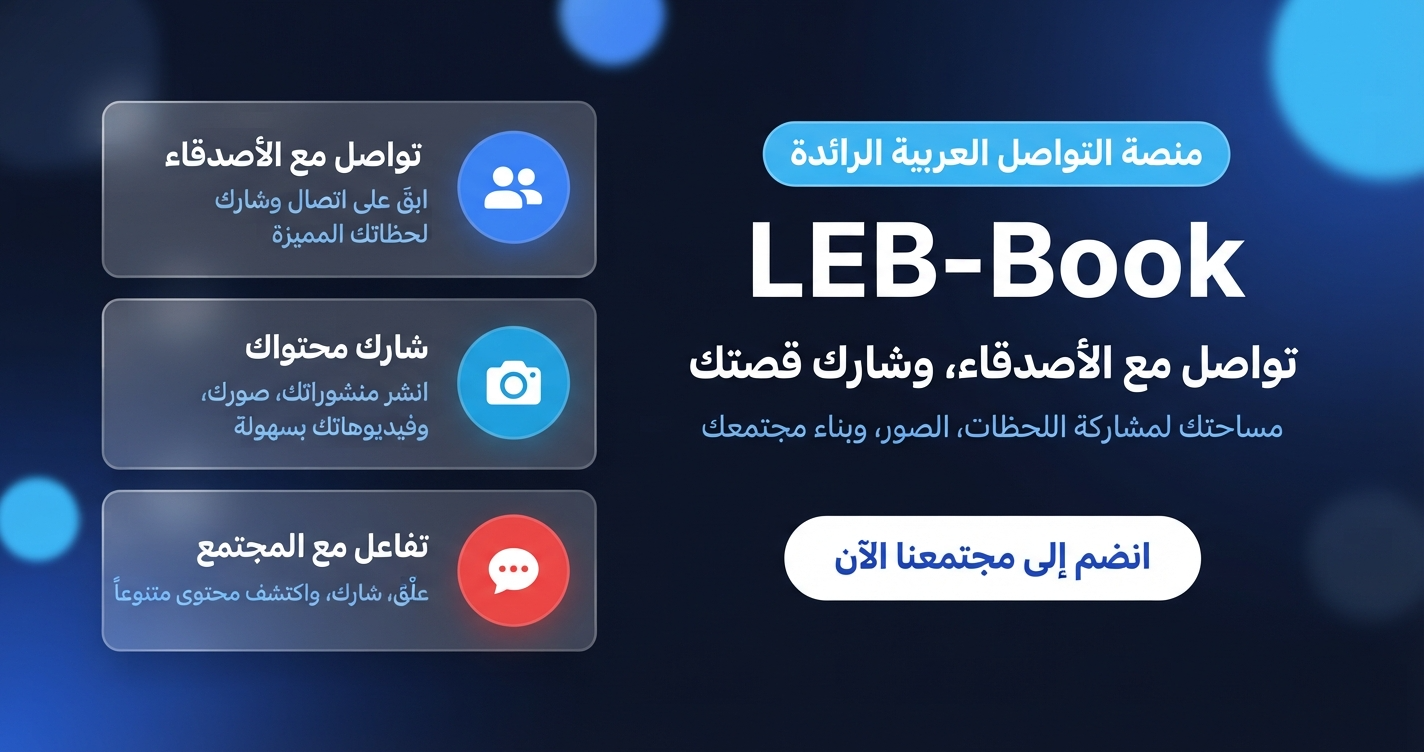 منصة التواصل العربية الرائدة
LEB-Book
تواصل مع الأصدقاء، وشارك قصتك
مساحتك لمشاركة اللحظات، الصور، وبناء مجتمعك
انضم إلى مجتمعنا الآن
تواصل مع الأصدقاء
ابقَ على اتصال وشارك
لحظاتك المميزة
شارك محتواك
انشر منشوراتك، صورك،
وفيديوهاتك بسهولة
تفاعل مع المجتمع
علْقَ، شارك، واكتشف محتوى متنوعاً